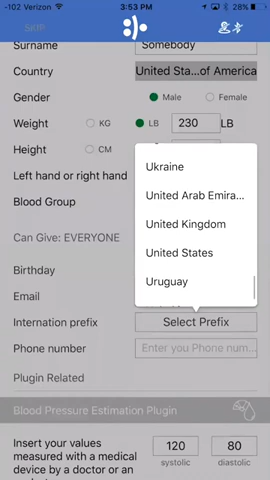 -102 Verizon 3:53 PM 28%
SKIP
Surname Somebody
Country United Sta...of America
Gender Male Female
Weight KG LB 230 LB
Height CM
Left hand or right hand
Blood Group
Can Give: EVERYONE
Birthday
Email
Ukraine
United Arab Emira...
United Kingdom
United States
Uruguay
Internation prefix Select Prefix
Phone number Enter you Phone num...
Plugin Related
Blood Pressure Estimation Plugin
Insert your values 120 80
measured with a medical systolic diastolic
device by a doctor or an